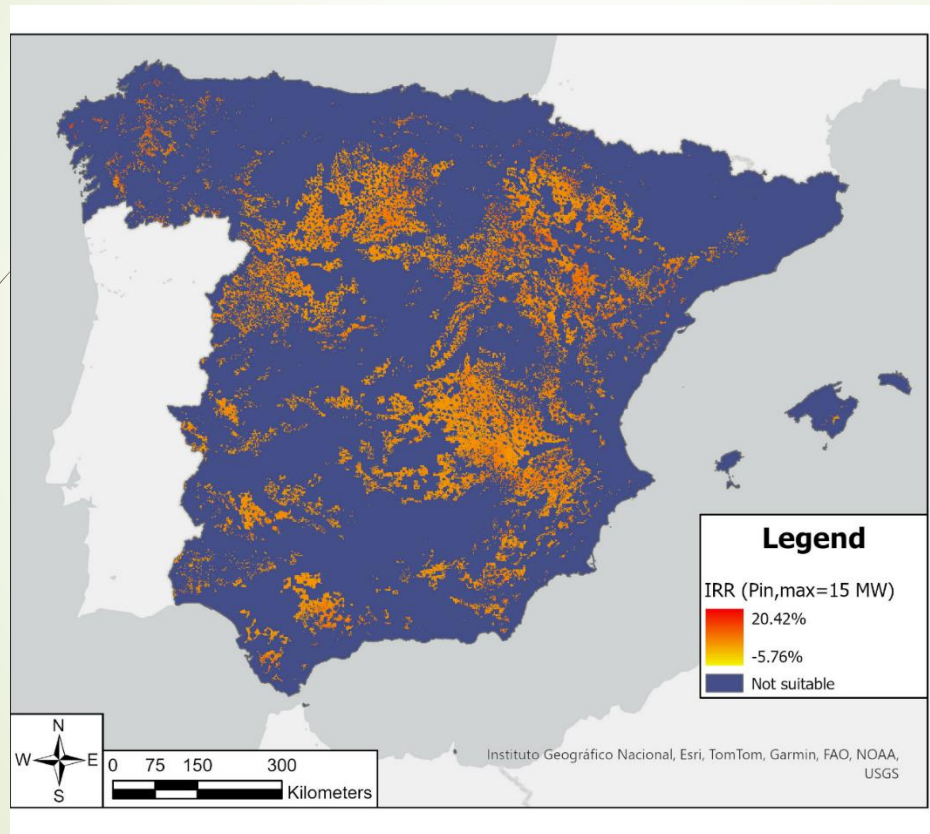 Legend
IRR (Pin,max=15 MW)
20.42%
-5.76%
Not suitable
N
W E
S
0 75 150 300
Kilometers
Instituto Geográfico Nacional, Esri, TomTom, Garmin, FAO, NOAA,
USGS